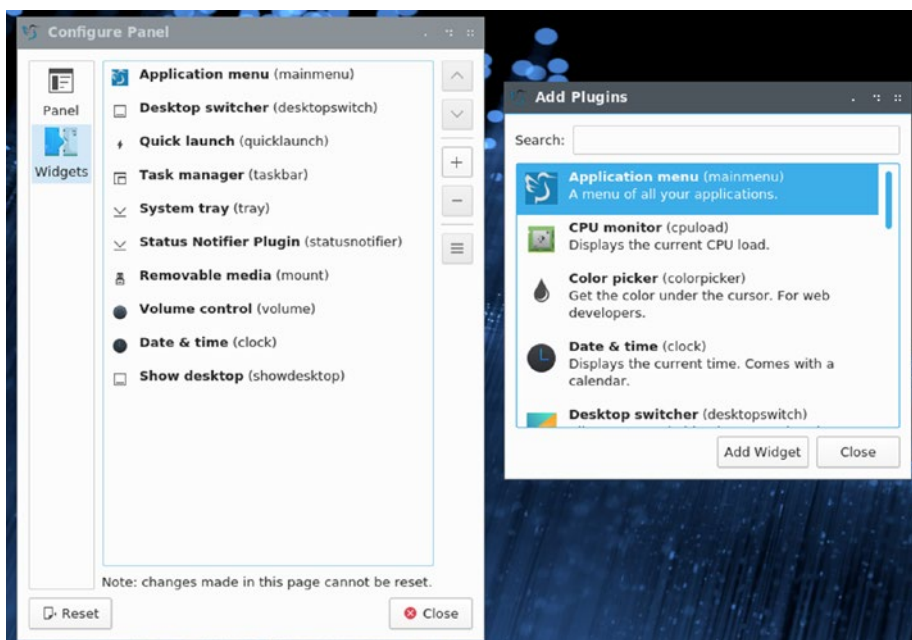 Configure Panel
Panel
Widgets
Application menu (mainmenu)
Desktop switcher (desktopswitch)
Quick launch (quicklaunch)
Task manager (taskbar)
System tray (tray)
Status Notifier Plugin (statusnotifier)
Removable media (mount)
Volume control (volume)
Date & time (clock)
Show desktop (showdesktop)
Note: changes made in this page cannot be reset.
Reset
Close
Add Plugins
Search:
Application menu (mainmenu)
A menu of all your applications.
CPU monitor (cpuload)
Displays the current CPU load.
Color picker (colorpicker)
Get the color under the cursor. For web
developers.
Date & time (clock)
Displays the current time. Comes with a
calendar.
Desktop switcher (desktopswitch)
Add Widget
Close